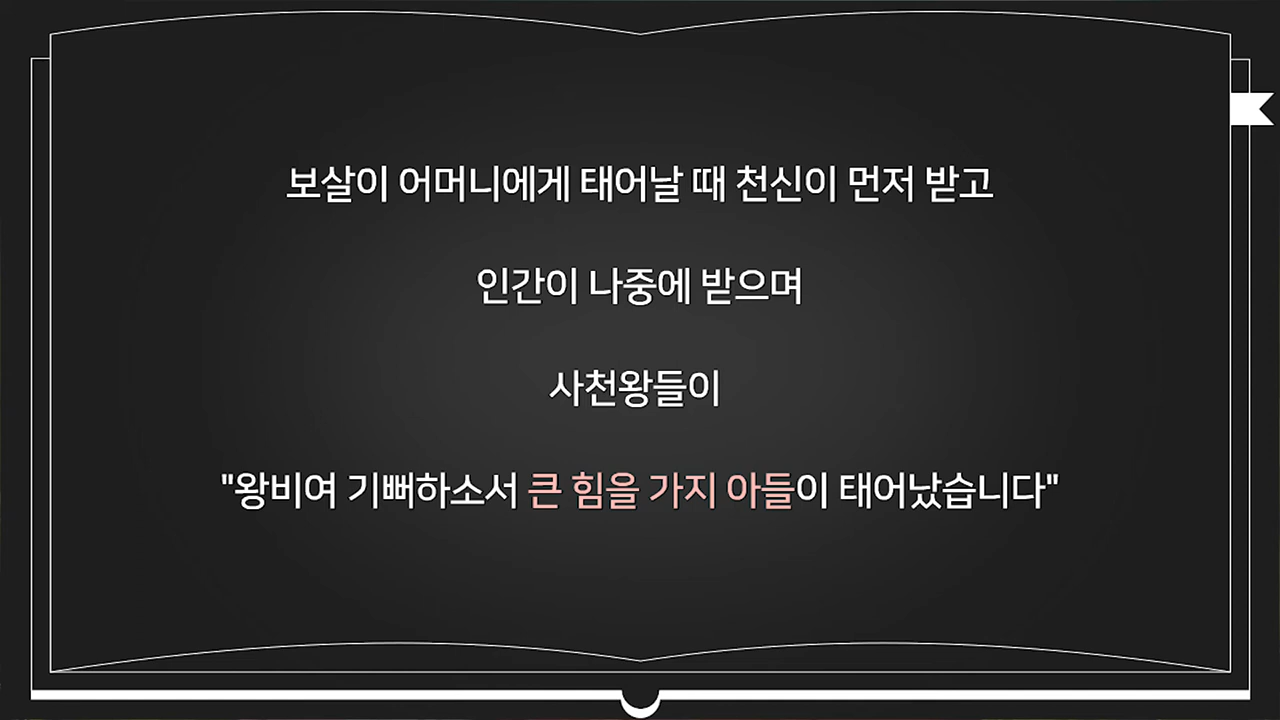 보살이 어머니에게 태어날 때 천신이 먼저 받고
인간이 나중에 받으며
사천왕들이
"왕비여 기뻐하소서 큰 힘을 가지 아들이 태어났습니다"